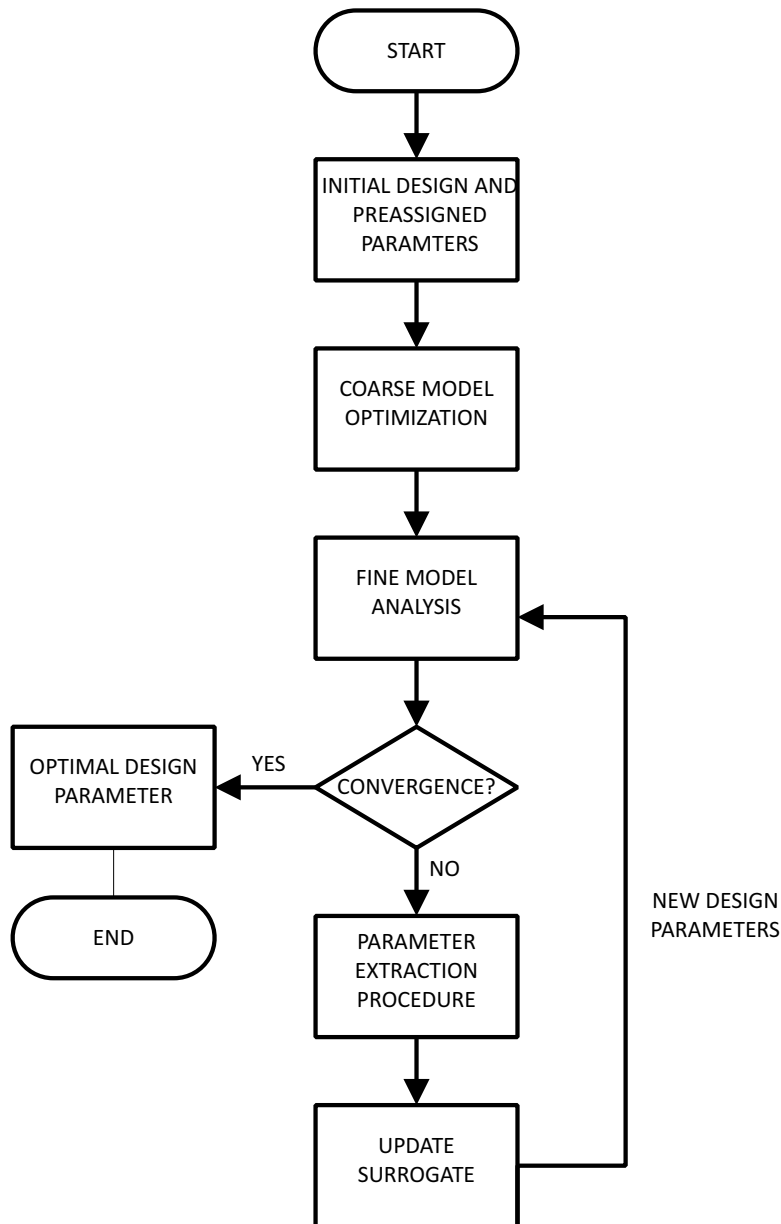 START
INITIAL DESIGN AND
PREASSIGNED
PARAMTERS
COARSE MODEL
OPTIMIZATION
FINE MODEL
ANALYSIS
CONVERGENCE?
YES
OPTIMAL DESIGN
PARAMETER
END
NO
PARAMETER
EXTRACTION
PROCEDURE
UPDATE
SURROGATE
NEW DESIGN
PARAMETERS